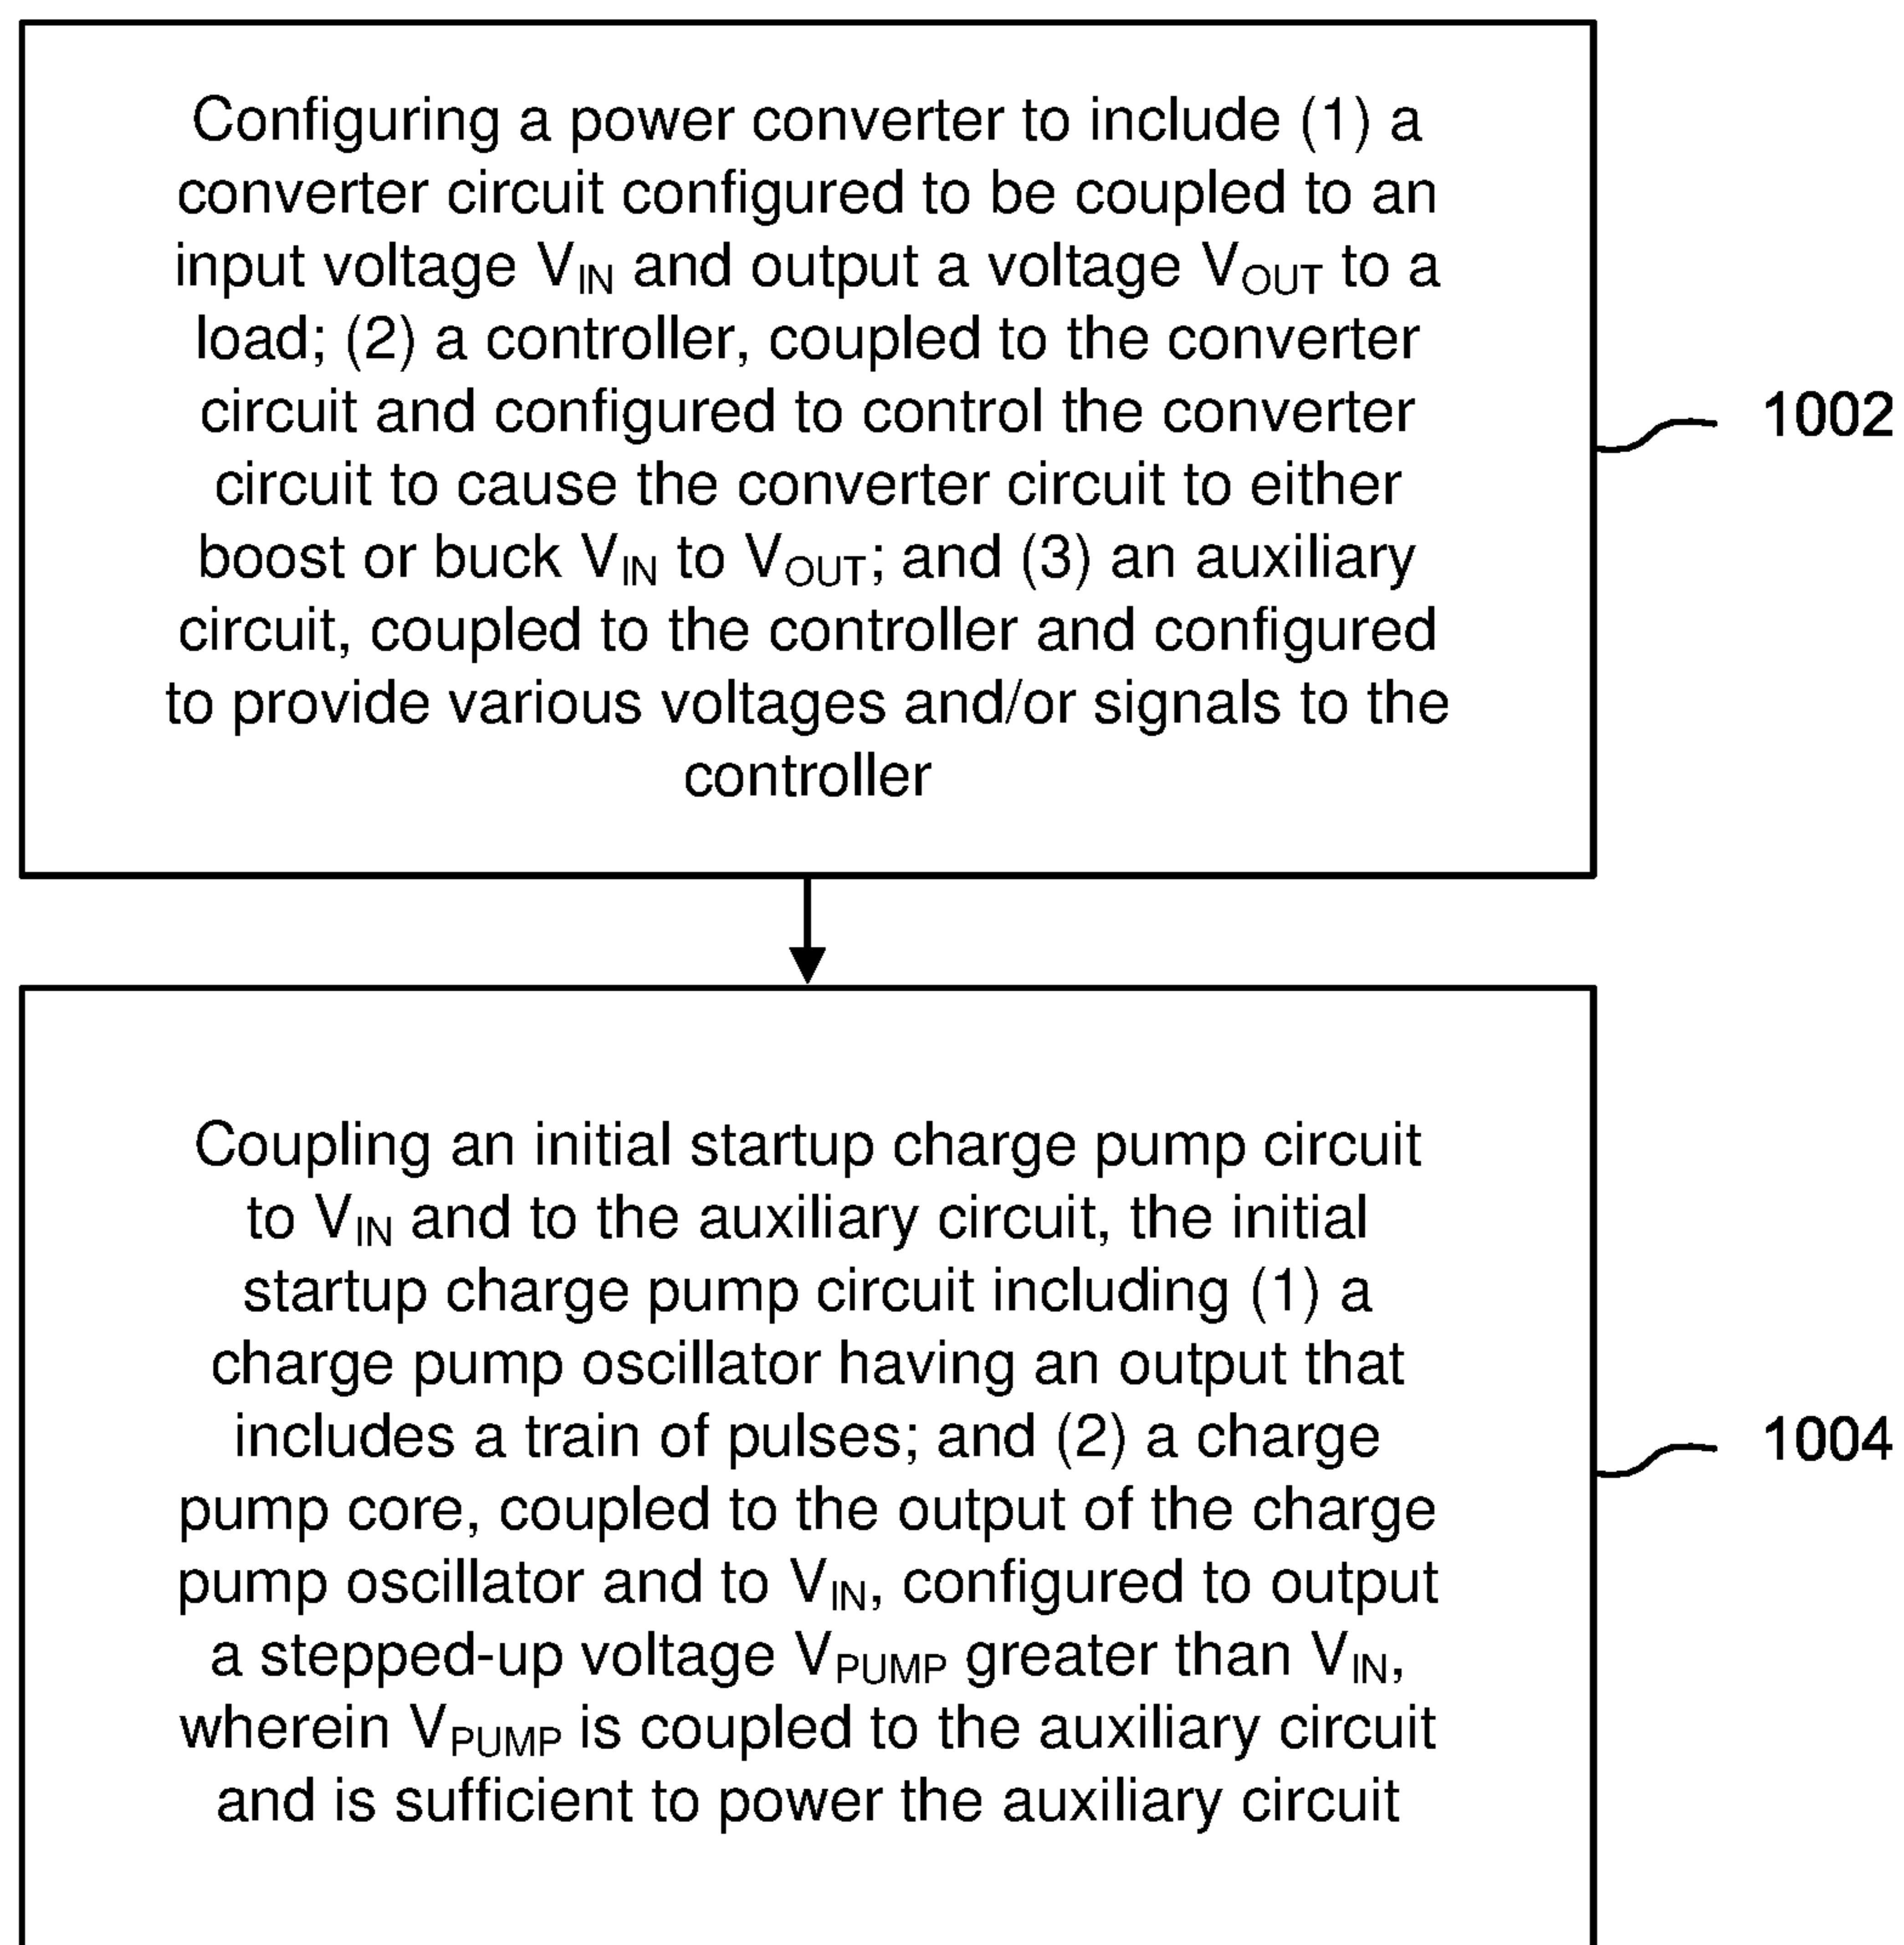 Configuring a power converter to include (1) a
converter circuit configured to be coupled to an
input voltage VIN and output a voltage VOUT to a
load; (2) a controller, coupled to the converter
circuit and configured to control the converter
circuit to cause the converter circuit to either
boost or buck VIN to VOUT; and (3) an auxiliary
circuit, coupled to the controller and configured
to provide various voltages and/or signals to the
controller
1002
Coupling an initial startup charge pump circuit
to VIN and to the auxiliary circuit, the initial
startup charge pump circuit including (1) a
charge pump oscillator having an output that
includes a train of pulses; and (2) a charge
pump core, coupled to the output of the charge
pump oscillator and to VIN, configured to output
a stepped-up voltage VPUMP greater than VIN,
wherein VPUMP is coupled to the auxiliary circuit
and is sufficient to power the auxiliary circuit
1004